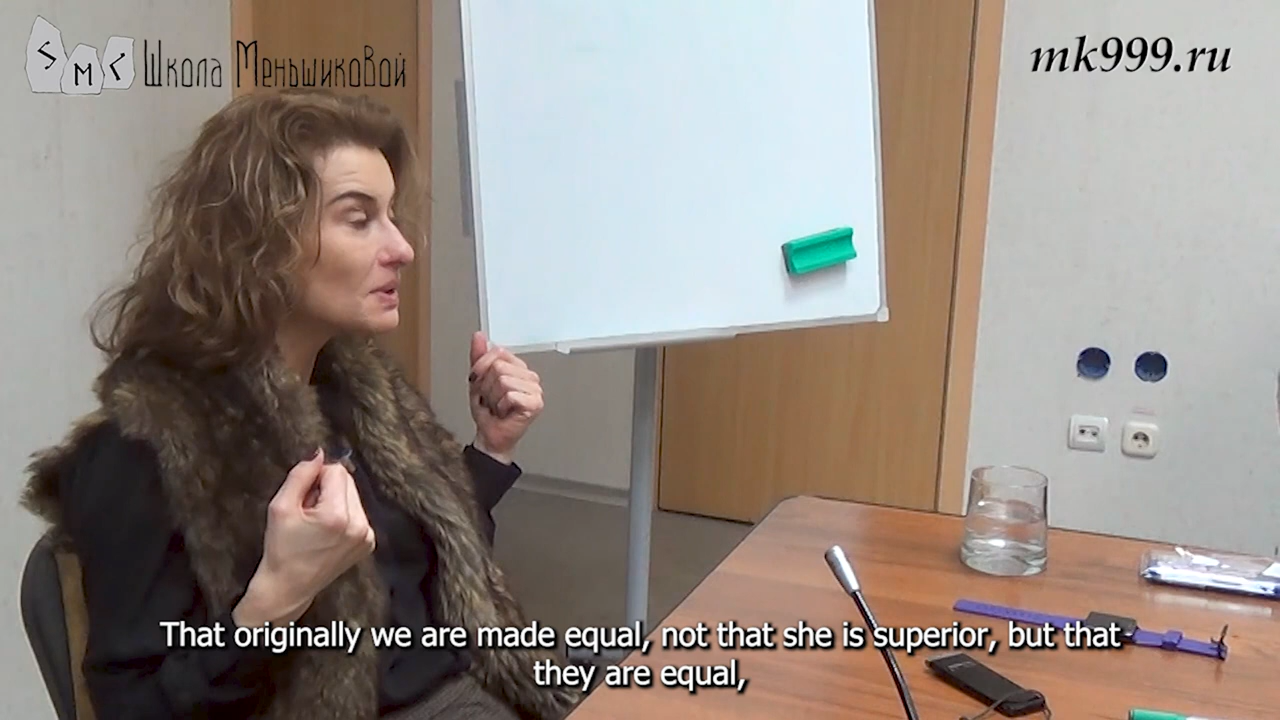 SMC Школа Меньшиковой
mk999.ru
That originally we are made equal, not that she is superior, but that
they are equal,